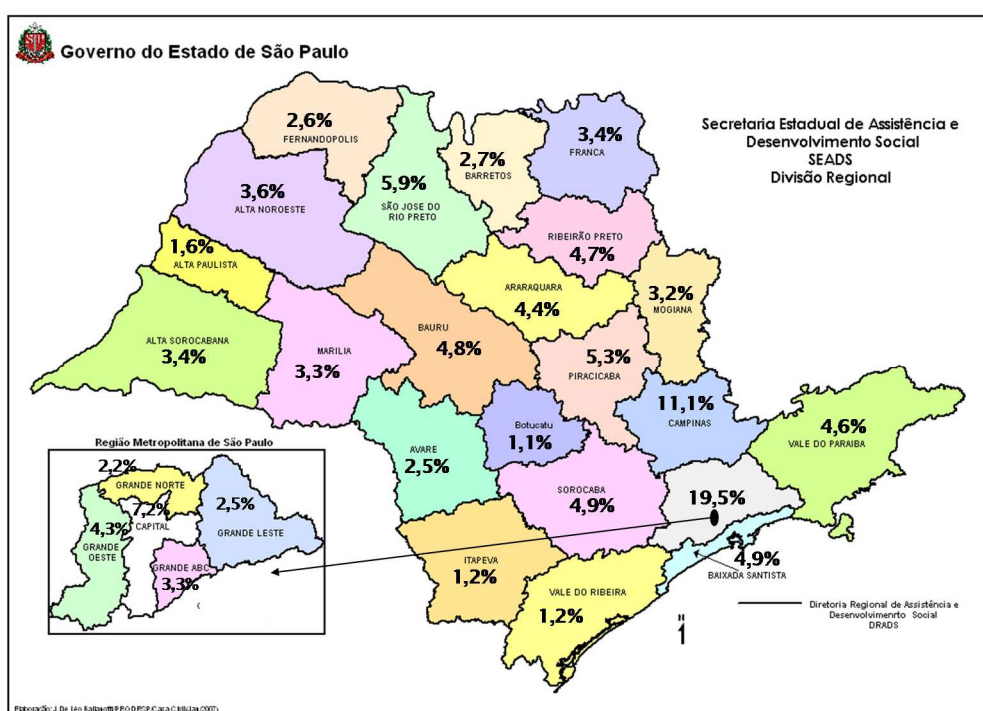 Governo do Estado de São Paulo
Secretaria Estadual de Assistência e
Desenvolvimento Social
SEADS
Divisão Regional
2,6%
FERNANDOPOLIS
3,4%
FRANCA
2,7%
BARRETOS
5,9%
SÃO JOSE DO
RIO PRETO
3,6%
ALTA NOROESTE
RIBEIRÃO PRETO
4,7%
1,6%
ALTA PAULISTA
ARARAQUARA
4,4%
3,2%
MOGIANA
BAURU
4,8%
ALTA SOROCABANA
3,4%
MARILIA
3,3%
5,3%
PIRACICABA
11,1%
CAMPINAS
4,6%
VALE DO PARAIBA
Botucatu
1,1%
AVARE
2,5%
SOROCABA
4,9%
19,5%
4,9%
BAIXADA SANTISTA
ITAPEVA
1,2%
VALE DO RIBEIRA
1,2%
N
Região Metropolitana de São Paulo
2,2%
GRANDE NORTE
7,2%
CAPITAL
2,5%
GRANDE LESTE
4,3%
GRANDE
OESTE
GRANDE ABC
3,3%
Diretoria Regional de Assistência e
Desenvolvimenrto Social
DRADS